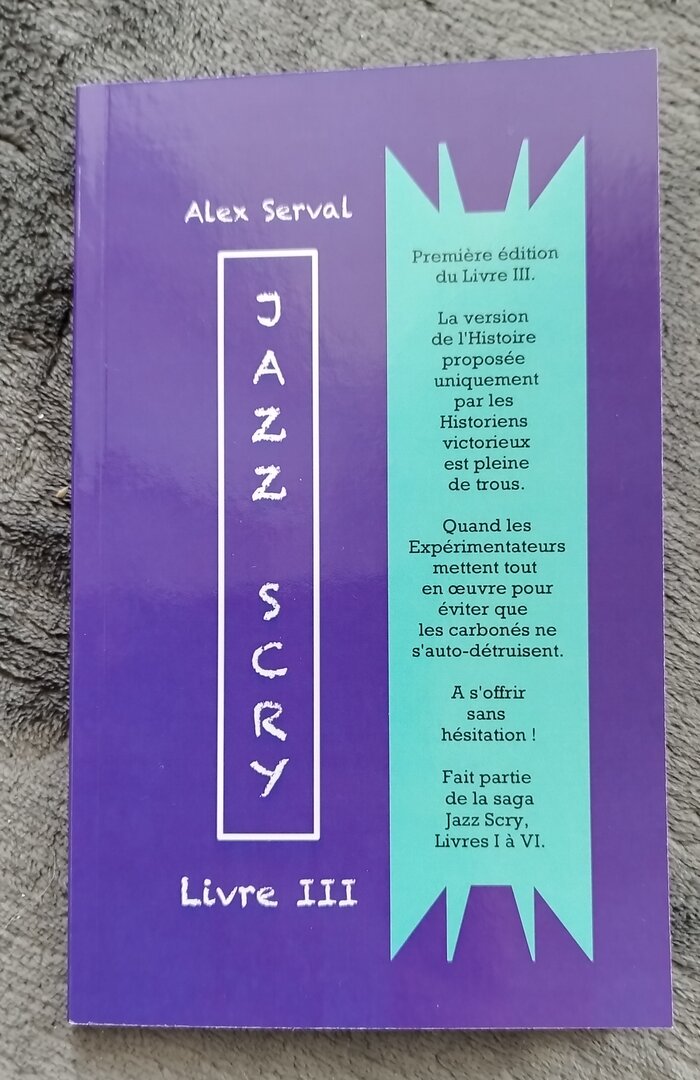 Alex Serval
JAZZ SCRY
Livre III
Première édition
du Livre III.
La version
de l'Histoire
proposée
uniquement
par les
Historiens
victorieux
est pleine
de trous.
Quand les
Expérimentateurs
mettent tout
en œuvre pour
éviter que
les carbonés ne
s'auto-détruisent.
A s'offrir
sans
hésitation !
Fait partie
de la saga
Jazz Scry,
Livres I à VI.